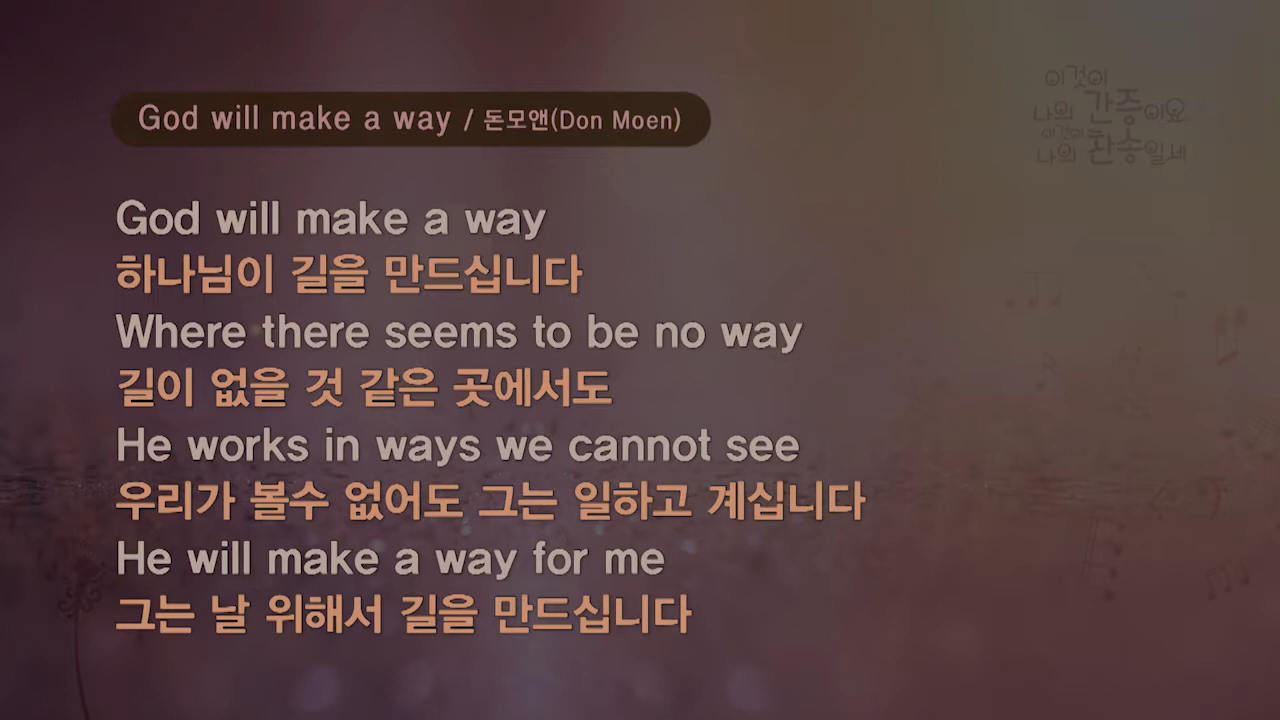 God will make a way / 돈모앤(Don Moen)
이것이
나의 간증이요
이것이
나의 찬송일세
God will make a way
하나님이 길을 만드십니다
Where there seems to be no way
길이 없을 것 같은 곳에서도
He works in ways we cannot see
우리가 볼수 없어도 그는 일하고 계십니다
He will make a way for me
그는 날 위해서 길을 만드십니다